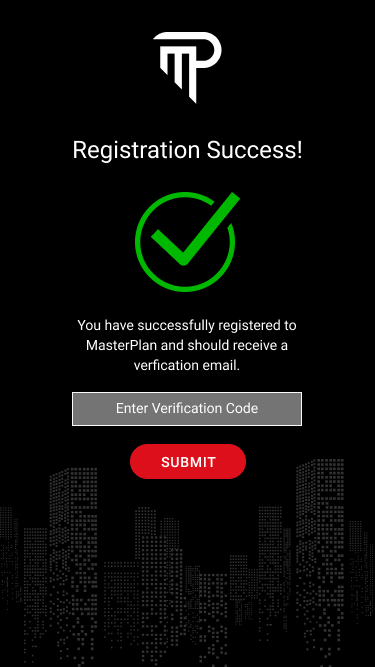 Registration Success!
You have successfully registered to
MasterPlan and should receive a
verfication email.
Enter Verification Code
SUBMIT